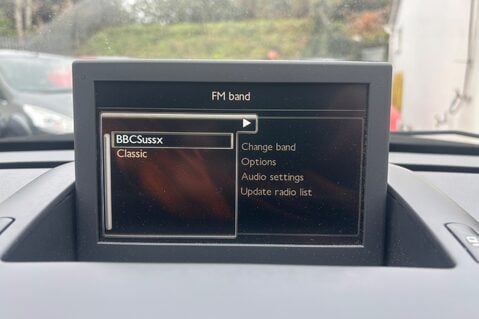 FM band
BBCSussx
Classic
Change band
Options
Audio settings
Update radio list